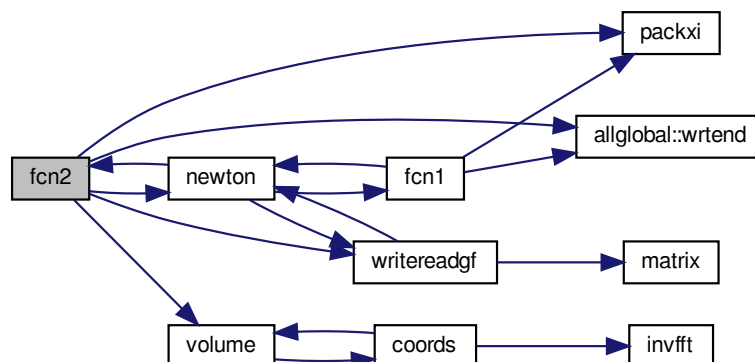 packxi
allglobal::wrtend
fcn2
newton
fcn1
writereadgf
matrix
volume
coords
invfft